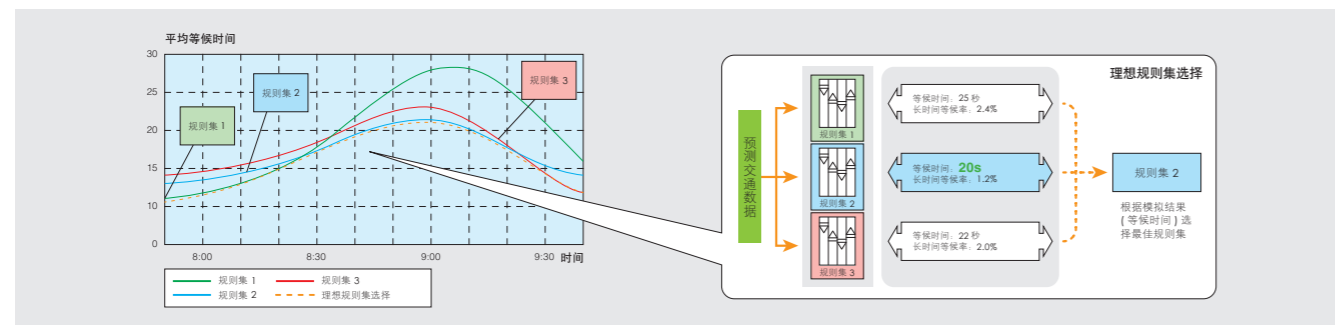 平均等候时间
30
25
20
15
10
0
8:00
8:30
9:00
9:30
时间
规则集 1
规则集 2
规则集 3
规则集 1
规则集 3
规则集 2
理想规则集选择
理想规则集选择
预测交通数据
规则集 1
规则集 2
规则集 3
等候时间：25 秒
长时间等候率：2.4%
等候时间：20s
长时间等候率：1.2%
等候时间：22 秒
长时间等候率：2.0%
规则集 2
根据模拟结果
( 等候时间 ) 选
择最佳规则集